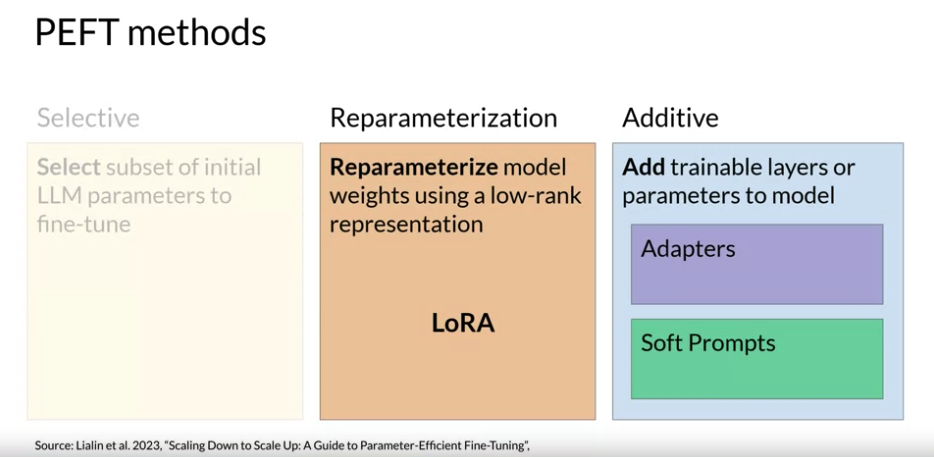 PEFT methods
Selective
Select subset of initial
LLM parameters to
fine-tune
Reparameterization
Reparameterize model
weights using a low-rank
representation
LoRA
Additive
Add trainable layers or
parameters to model
Adapters
Soft Prompts
Source: Lialin et al. 2023, “Scaling Down to Scale Up: A Guide to Parameter-Efficient Fine-Tuning”,